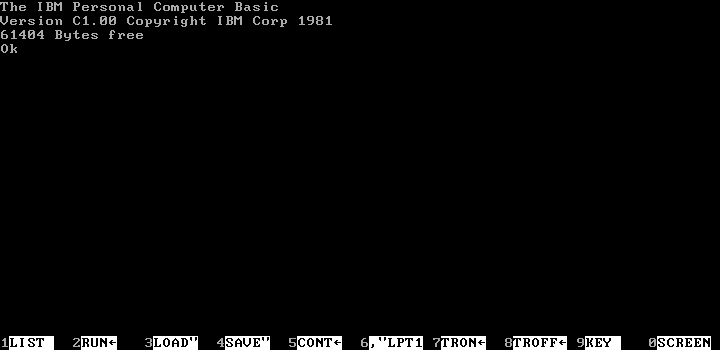 The IBM Personal Computer Basic
Version C1.00 Copyright IBM Corp 1981
61404 Bytes free
Ok
1LIST 2RUN← 3LOAD" 4SAVE" 5CONT← 6,"LPT1 7TRON← 8TROFF← 9KEY 0SCREEN